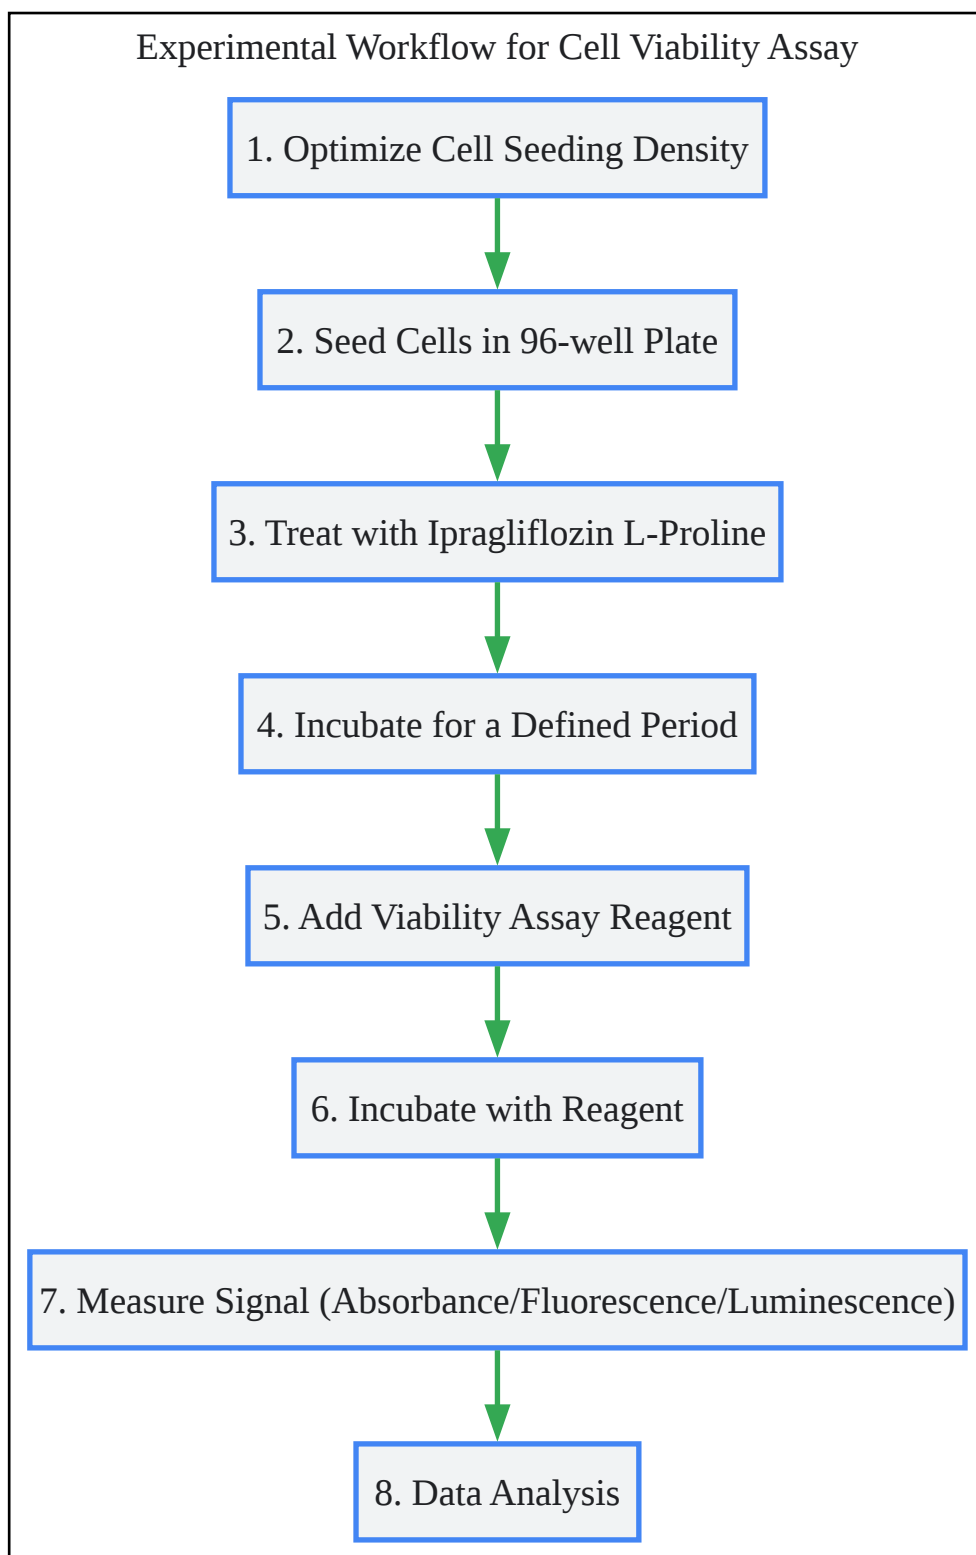 Experimental Workflow for Cell Viability Assay
1. Optimize Cell Seeding Density
2. Seed Cells in 96-well Plate
3. Treat with Ipragliflozin L-Proline
4. Incubate for a Defined Period
5. Add Viability Assay Reagent
6. Incubate with Reagent
7. Measure Signal (Absorbance/Fluorescence/Luminescence)
8. Data Analysis